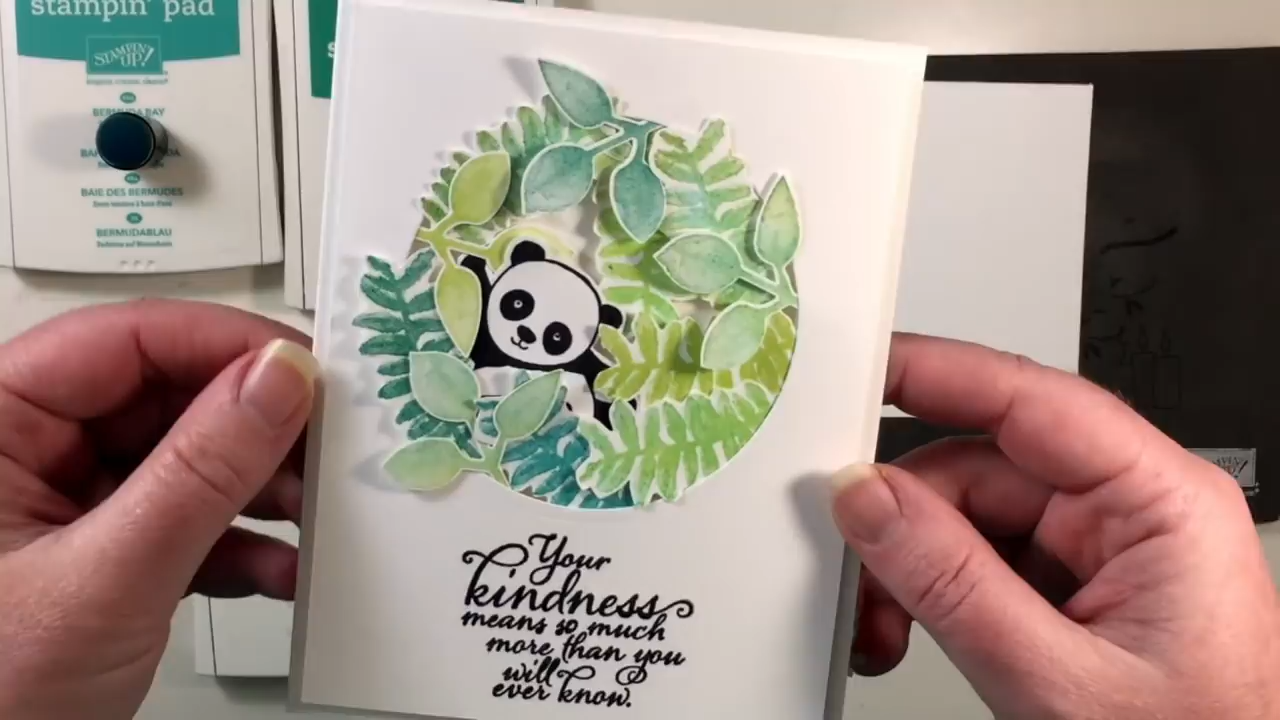 stampin' pad
STAMPIN' UP!
BERMUDA BAY
BAIE DES BERMUDES
BERMUDABLAU
Your
kindness
means so much
more than you
will
ever know.